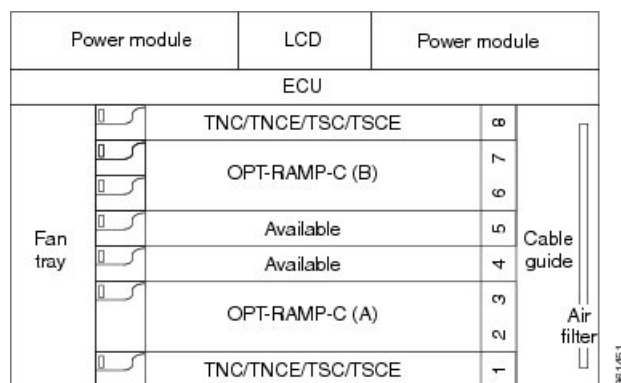 Power module
LCD
Power module
ECU
TNC/TNCE/TSC/TSCE
8
OPT-RAMP-C (B)
7
6
Available
5
Available
4
OPT-RAMP-C (A)
3
2
TNC/TNCE/TSC/TSCE
1
Fan
tray
Cable
guide
Air
filter